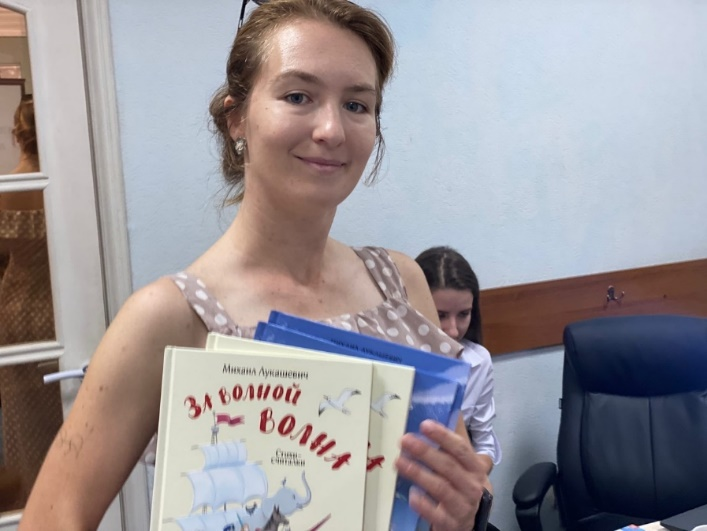 Михаил Лукашевич
За волной
волна
Стихи-
считалки